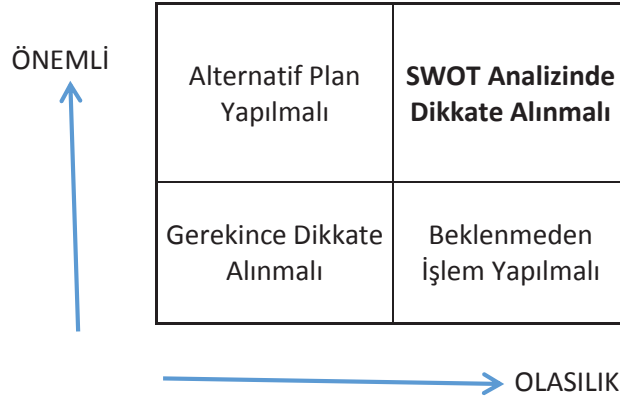 ÖNEMLİ
Alternatif Plan
Yapılmalı
SWOT Analizinde
Dikkate Alınmalı
Gerekince Dikkate
Alınmalı
Beklenmeden
İşlem Yapılmalı
OLASILIK